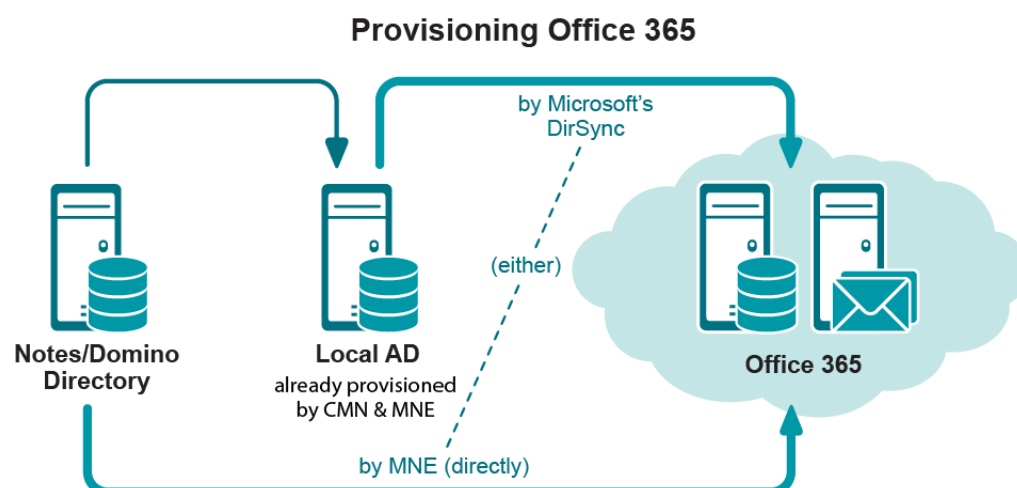 Provisioning Office 365
by Microsoft's
DirSync
(either)
Notes/Domino
Directory
Local AD
already provisioned
by CMN & MNE
Office 365
by MNE (directly)